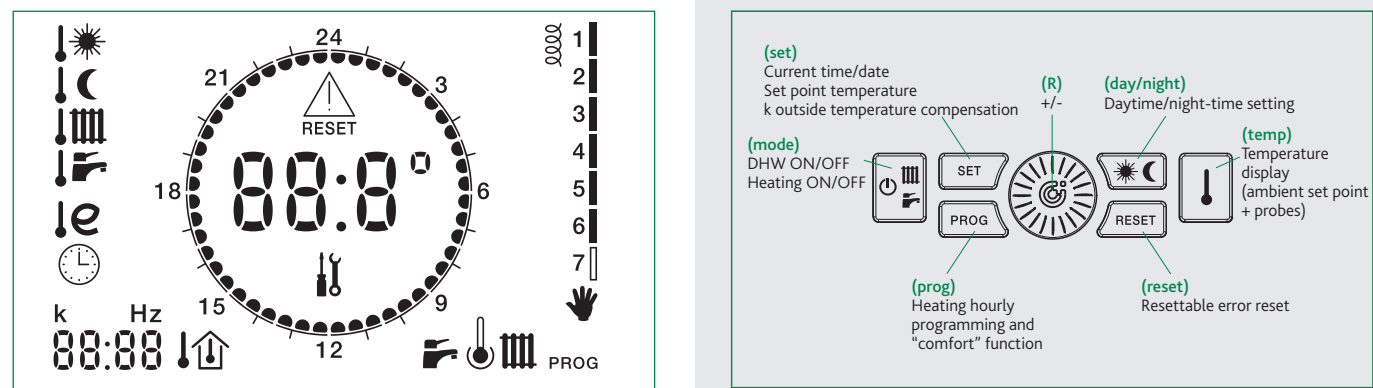 24
21
3
RESET
88:8°
18
6
15
9
12
k Hz
88:88
1
2
3
4
5
6
7
PROG
(set)
Current time/date
Set point temperature
k outside temperature compensation
(R)
+/-
(day/night)
Daytime/night-time setting
(mode)
DHW ON/OFF
Heating ON/OFF
(temp)
Temperature
display
(ambient set point
+ probes)
SET
PROG
RESET
(prog)
Heating hourly
programming and
“comfort” function
(reset)
Resettable error reset